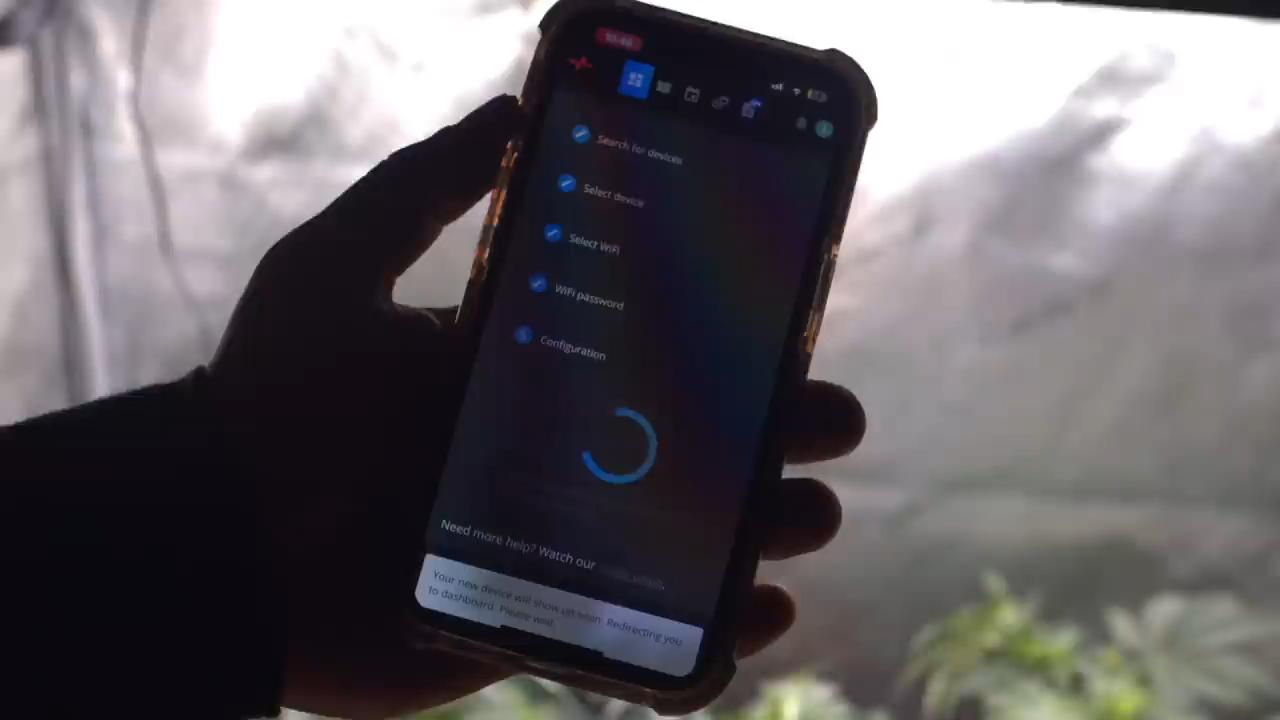 Search for devices
Select device
Select WiFi
WiFi password
Configuration
Need more help? Watch our
Your new device will show up soon. Redirecting you
to dashboard. Please wait.